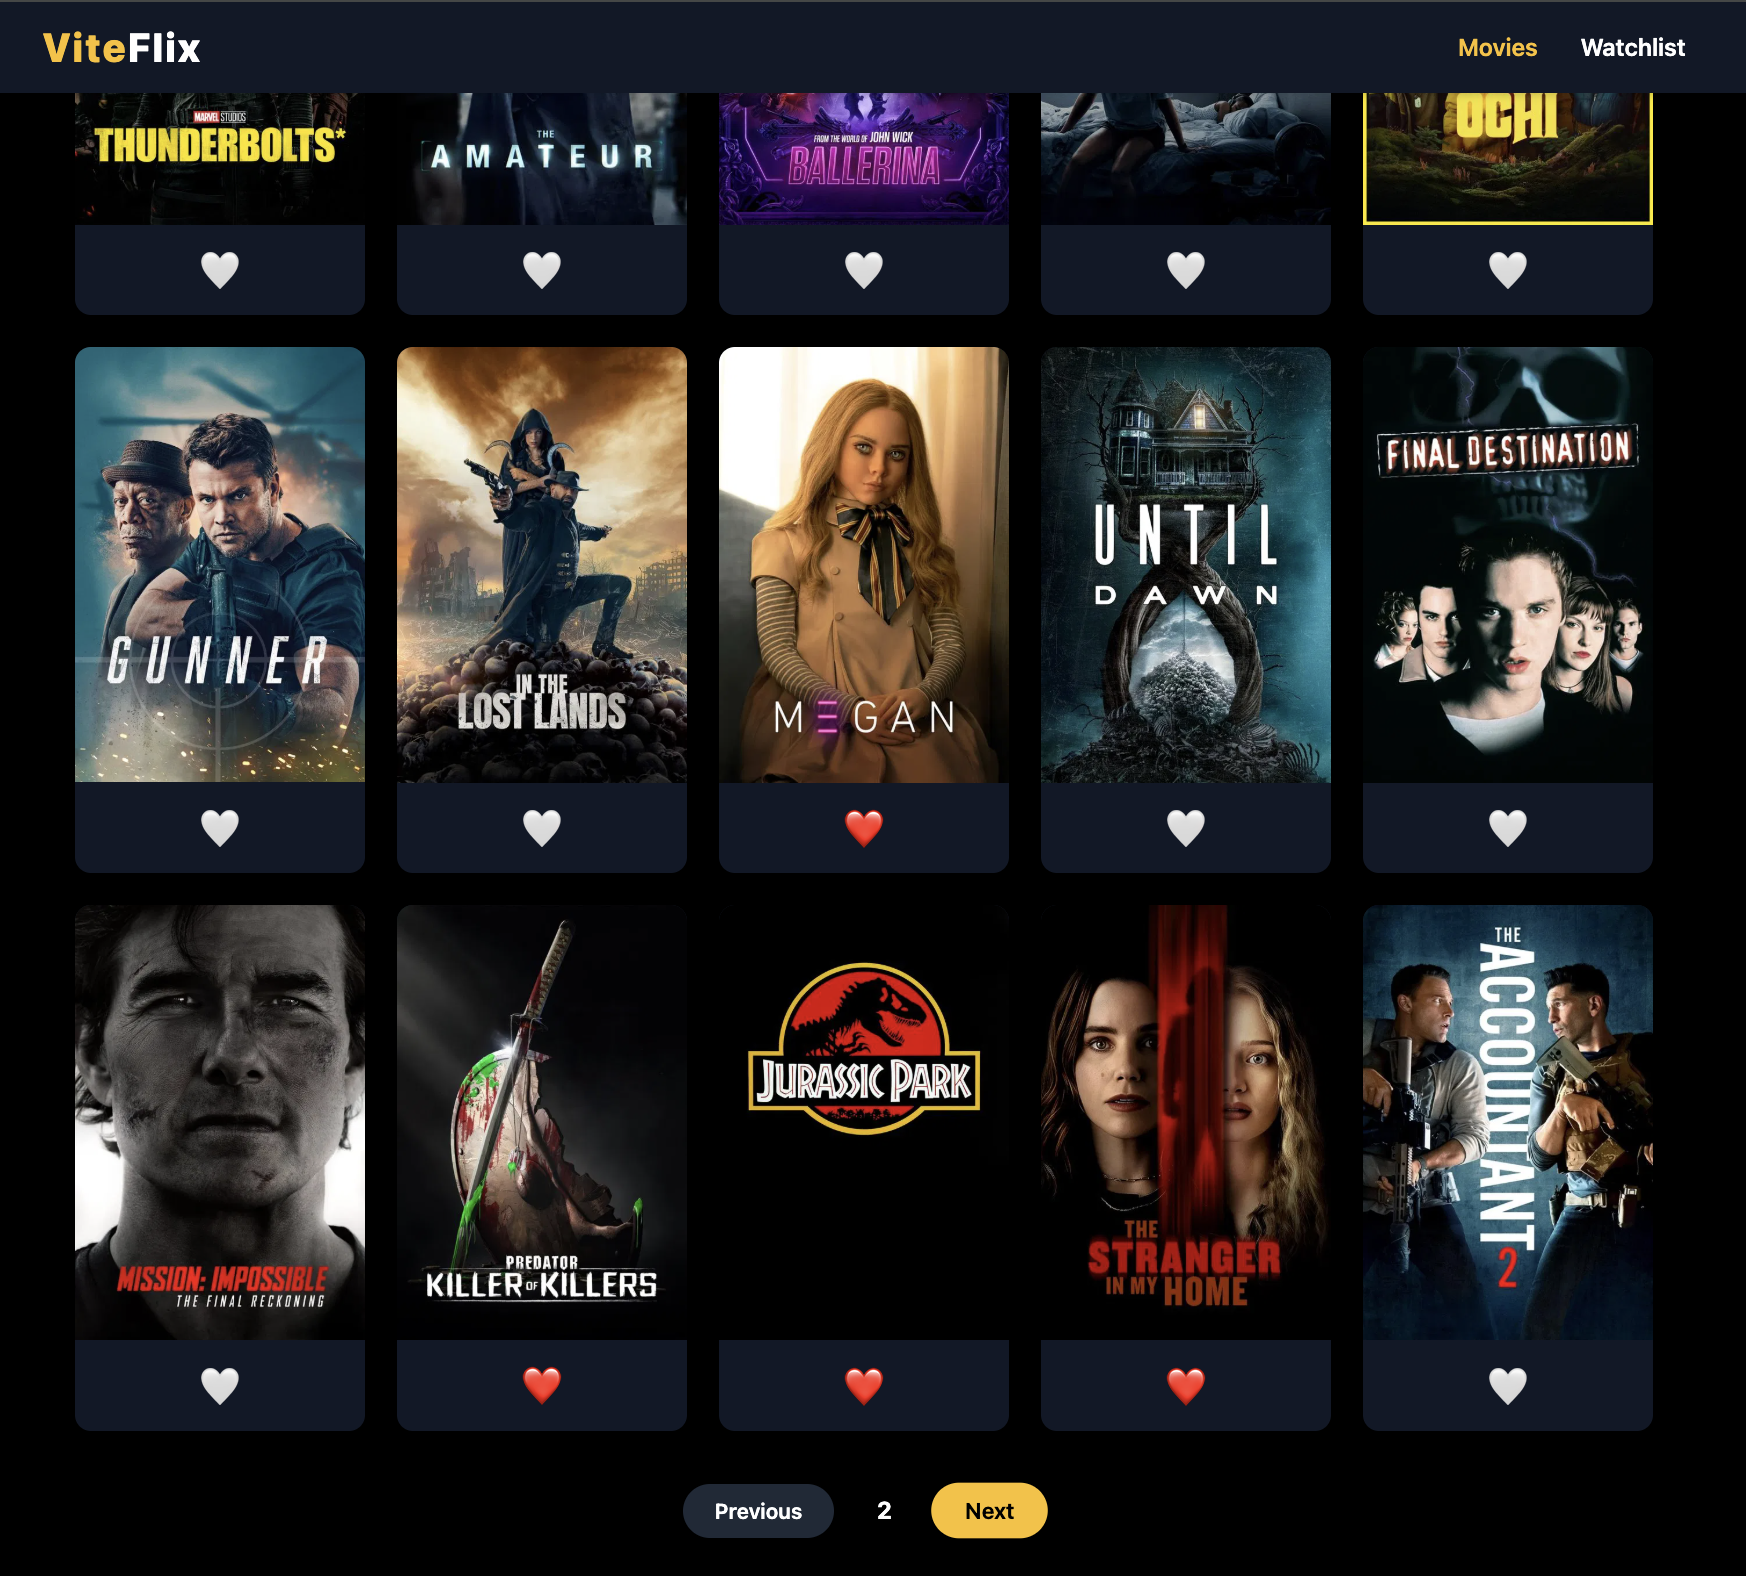 ViteFlix
Movies
Watchlist
MARVEL STUDIOS
THUNDERBOLTS*
THE
AMATEUR
FROM THE WORLD OF JOHN WICK
BALLERINA
OCHI
GUNNER
IN THE
LOST LANDS
M≡GAN
UNTIL
DAWN
FINAL DESTINATION
MISSION: IMPOSSIBLE
THE FINAL RECKONING
PREDATOR
KILLER OF KILLERS
JURASSIC PARK
THE
STRANGER
IN MY HOME
THE
ACCOUNTANT
2
Previous
2
Next